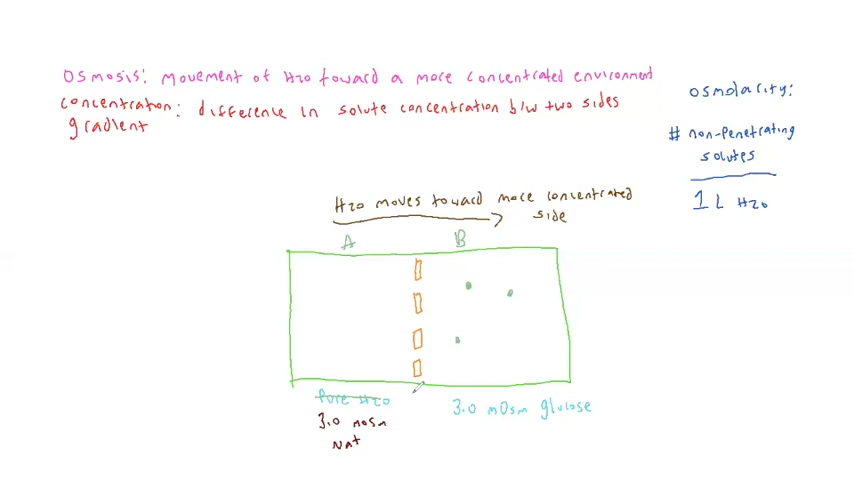 Osmosis: Movement of H2O toward a more concentrated environment
concentration: difference in solute concentration b/w two sides
gradient
osmolarity:
# non-penetrating
solutes
1 L H2O
H2O moves toward more concentrated
side
A
B
Pure H2O
3.0 mOsm glucose
3.0 mOsm
Na+